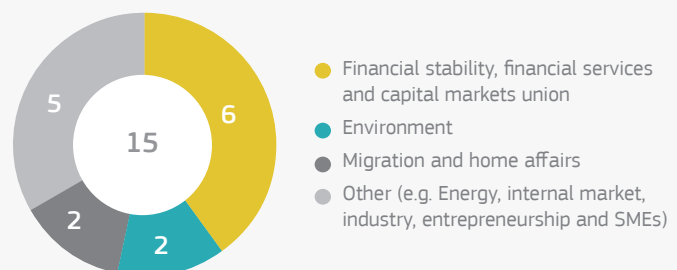 5
6
15
2
2
Financial stability, financial services
and capital markets union
Environment
Migration and home affairs
Other (e.g. Energy, internal market,
industry, entrepreneurship and SMEs)